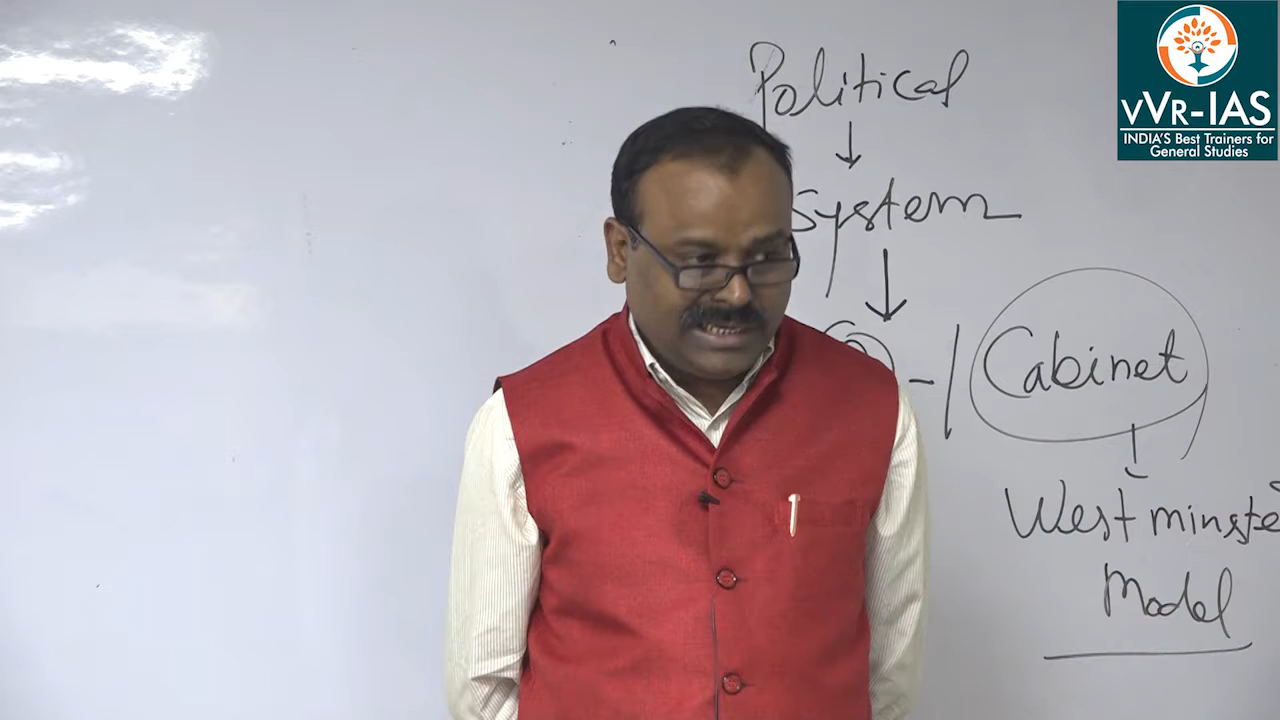 Political
System
Cabinet
Westminste
Model
vVr-IAS
INDIA'S Best Trainers for
General Studies